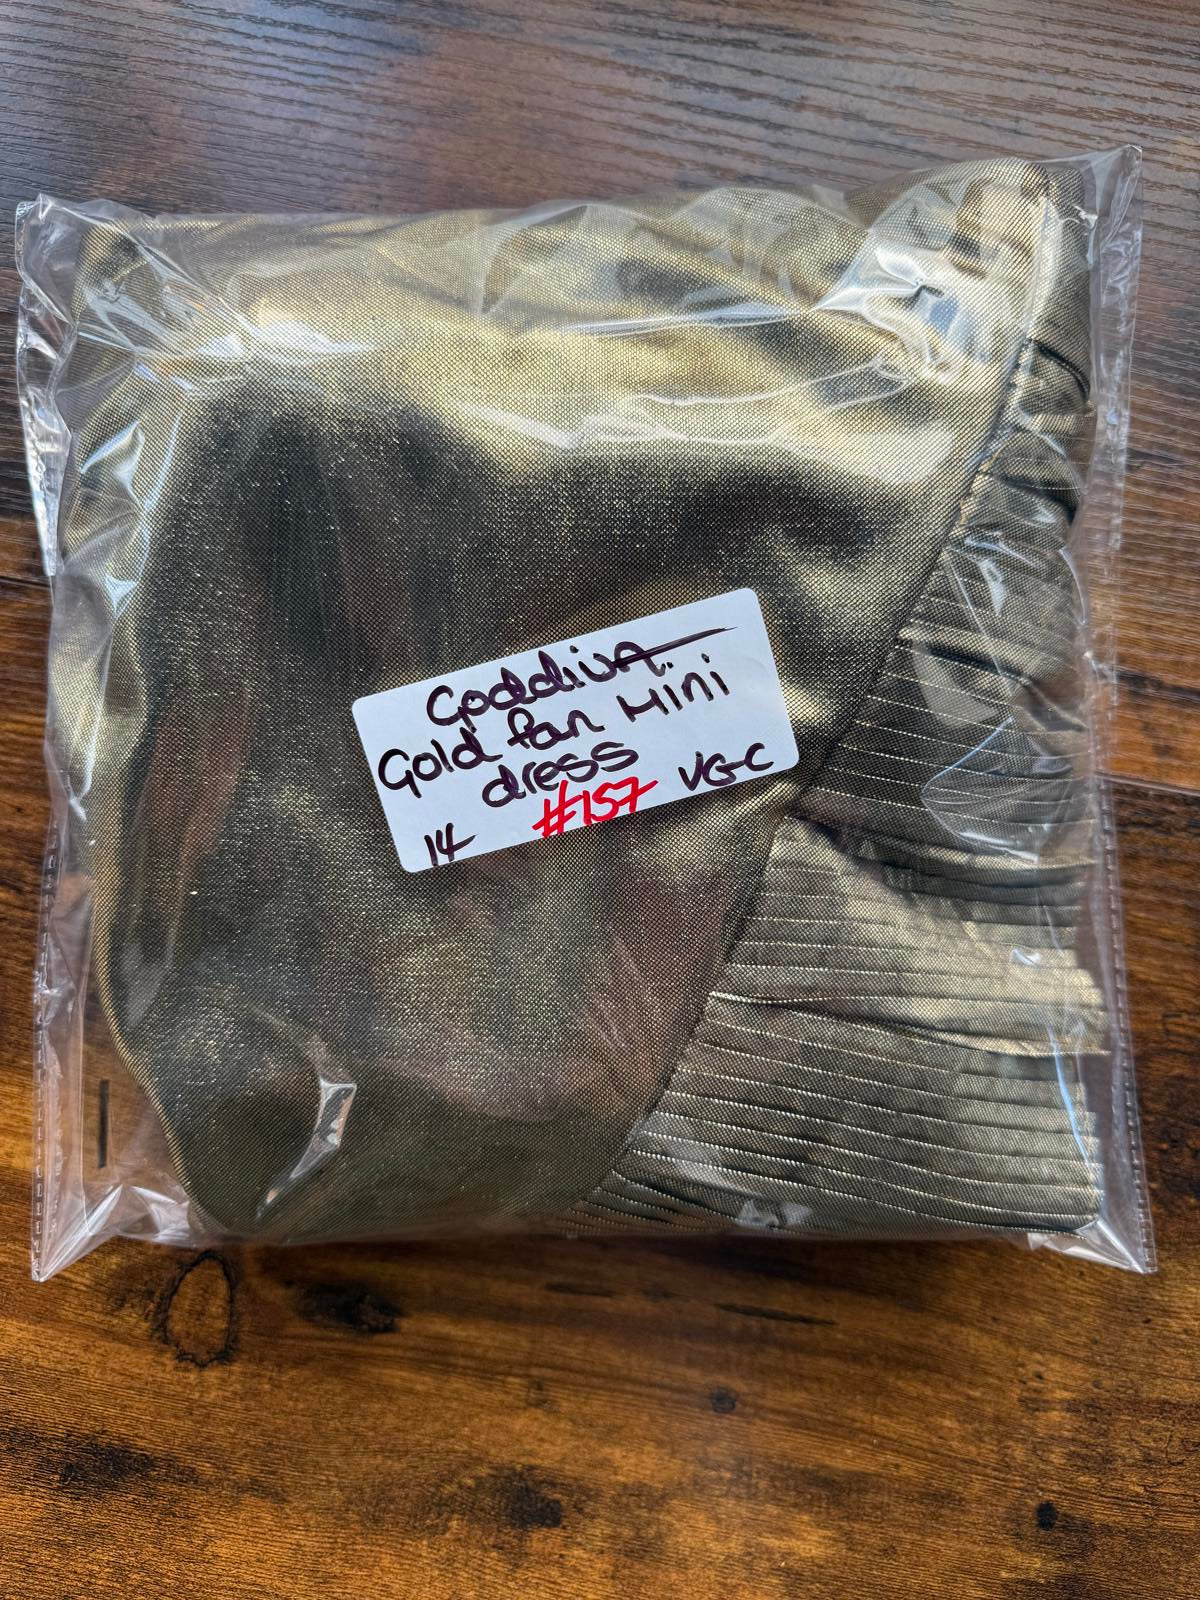 Goddiva
Gold fan Mini
dress
14 #157 VGC